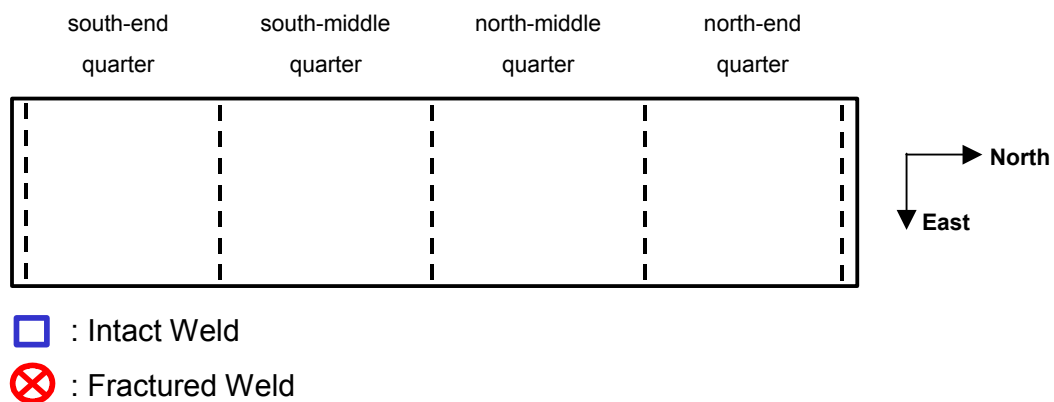 south-end south-middle north-middle north-end
quarter quarter quarter quarter
North
East
: Intact Weld
: Fractured Weld